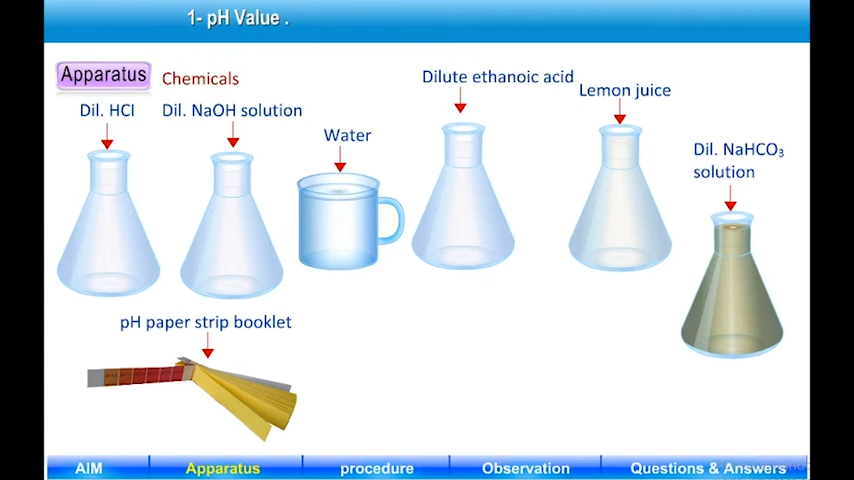 1- pH Value .
Apparatus
Chemicals
Dil. HCl
Dil. NaOH solution
Water
Dilute ethanoic acid
Lemon juice
Dil. NaHCO₃
solution
pH paper strip booklet
AIM
Apparatus
procedure
Observation
Questions & Answers